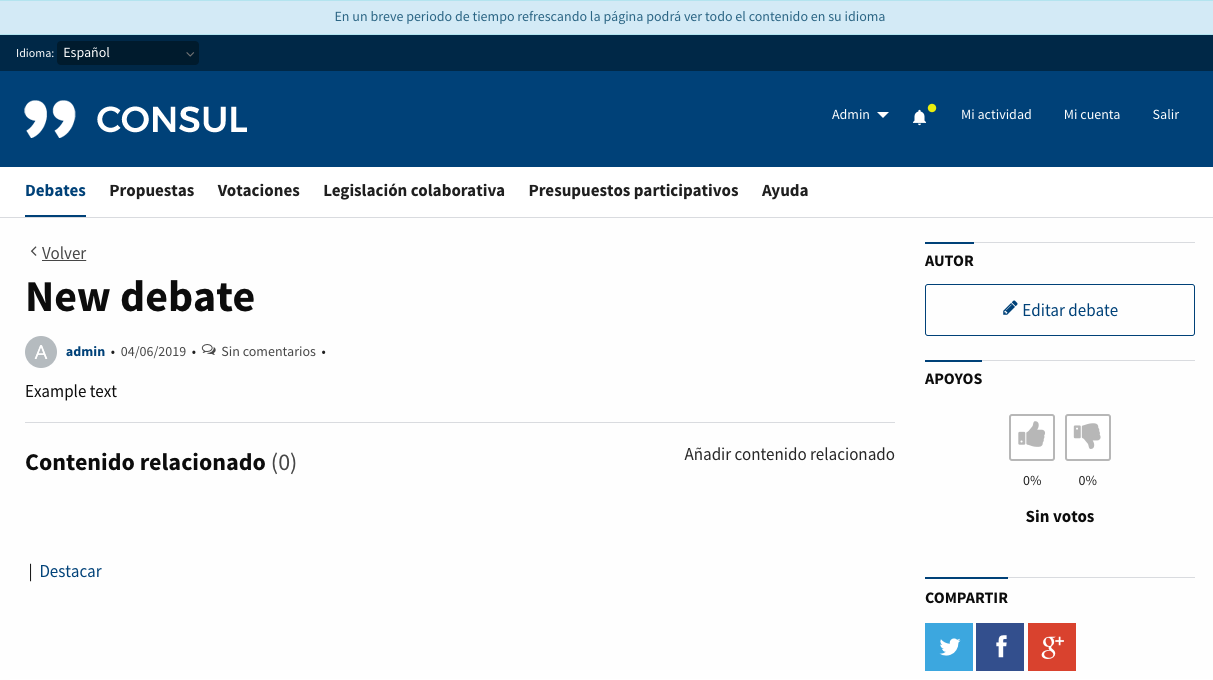 En un breve periodo de tiempo refrescando la página podrá ver todo el contenido en su idioma
Idioma: Español
CONSUL
Admin Mi actividad Mi cuenta Salir
Debates Propuestas Votaciones Legislación colaborativa Presupuestos participativos Ayuda
Volver
New debate
A admin • 04/06/2019 • Sin comentarios •
Example text
Contenido relacionado (0)
Añadir contenido relacionado
| Destacar
AUTOR
Editar debate
APOYOS
0% 0%
Sin votos
COMPARTIR
f g+